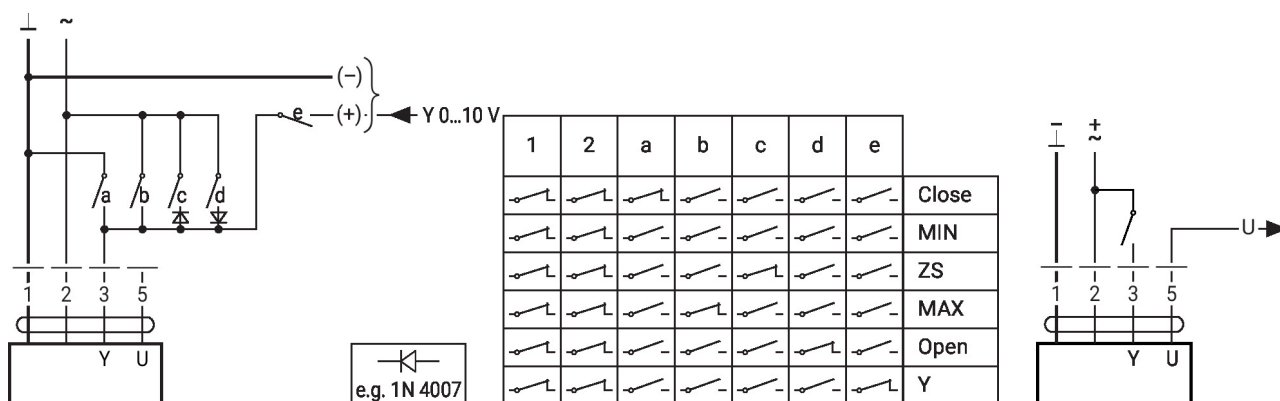 ⊥ ~
(–)
e (+) Y 0...10 V
a b c d
1 2 3 5
Y U
e.g. 1N 4007
1 2 a b c d e
Close
MIN
ZS
MAX
Open
Y
– +
⊥ ~
U
1 2 3 5
Y U